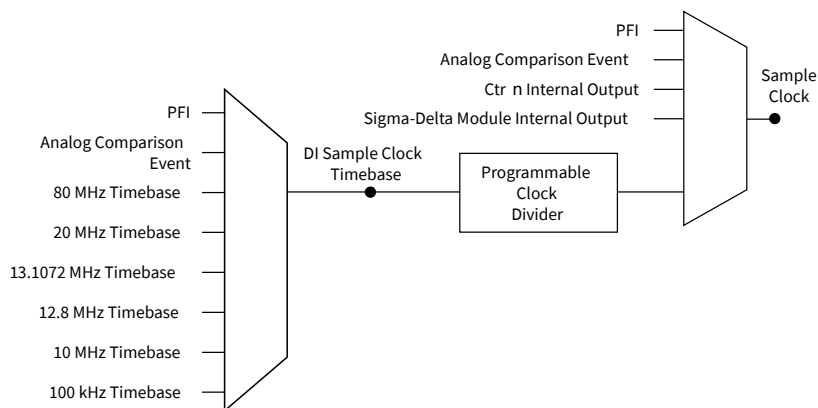 PFI
Analog Comparison Event
Ctr n Internal Output
Sigma-Delta Module Internal Output
Sample
Clock
PFI
Analog Comparison
Event
80 MHz Timebase
20 MHz Timebase
13.1072 MHz Timebase
12.8 MHz Timebase
10 MHz Timebase
100 kHz Timebase
DI Sample Clock
Timebase
Programmable
Clock
Divider